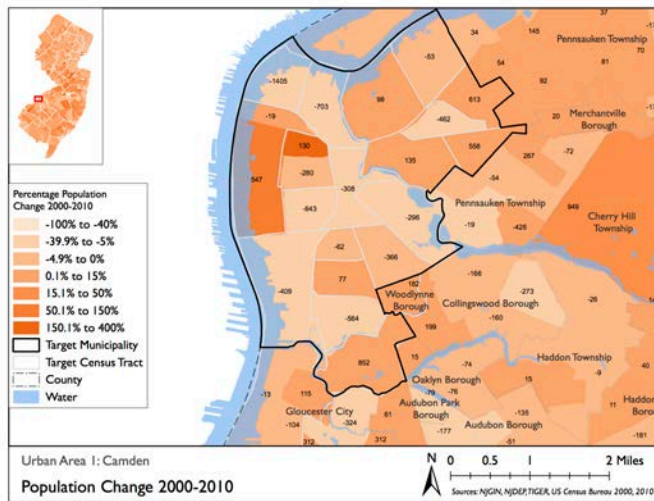 37
34
145
Pennsauken Township
-53
70
54
81
-1405
92
98
613
-703
20
Merchantville
Borough
-19
-462
558
-72
130
135
267
547
-280
-54
-308
Pennsauken Township
949
-643
-296
-19
-426
Cherry Hill
Township
Percentage Population
Change 2000-2010
-100% to -40%
-39.9% to -5%
-4.9% to 0%
0.1% to 15%
15.1% to 50%
50.1% to 150%
150.1% to 400%
Target Municipality
Target Census Tract
County
Water
-62
-366
-166
77
182
-409
Woodlynne
Borough
Collingswood Borough
-273
-26
-564
-160
199
Haddon Township
852
15
-74
-9
40
Oaklyn Borough
15
-13
115
-79
-76
Audubon Park
Borough
Gloucester City
61
-135
11
-104
-324
Audubon Borough
312
312
-177
-51
-181
Urban Area 1: Camden
Population Change 2000-2010
N
0 0.5 1 2 Miles
Sources: NJGIN, NJDEP, TIGER, US Census Bureau 2000, 2010